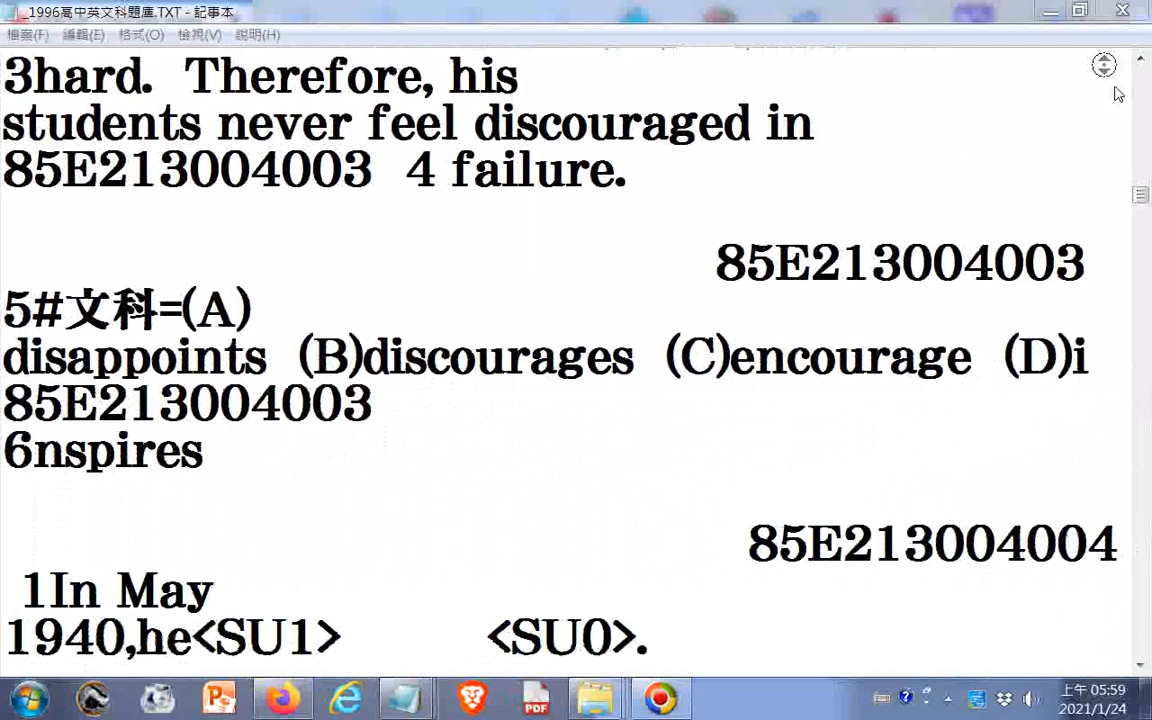 _1996高中英文科題庫.TXT - 記事本
檔案(F) 編輯(E) 格式(O) 檢視(V) 說明(H)
3hard.  Therefore, his
students never feel discouraged in
85E213004003  4 failure.
85E213004003
5#文科=(A)
disappoints  (B)discourages  (C)encourage  (D)i
85E213004003
6nspires
85E213004004
1In May
1940,he<SU1>          <SU0>.
PDF
上午 05:59
2021/1/24